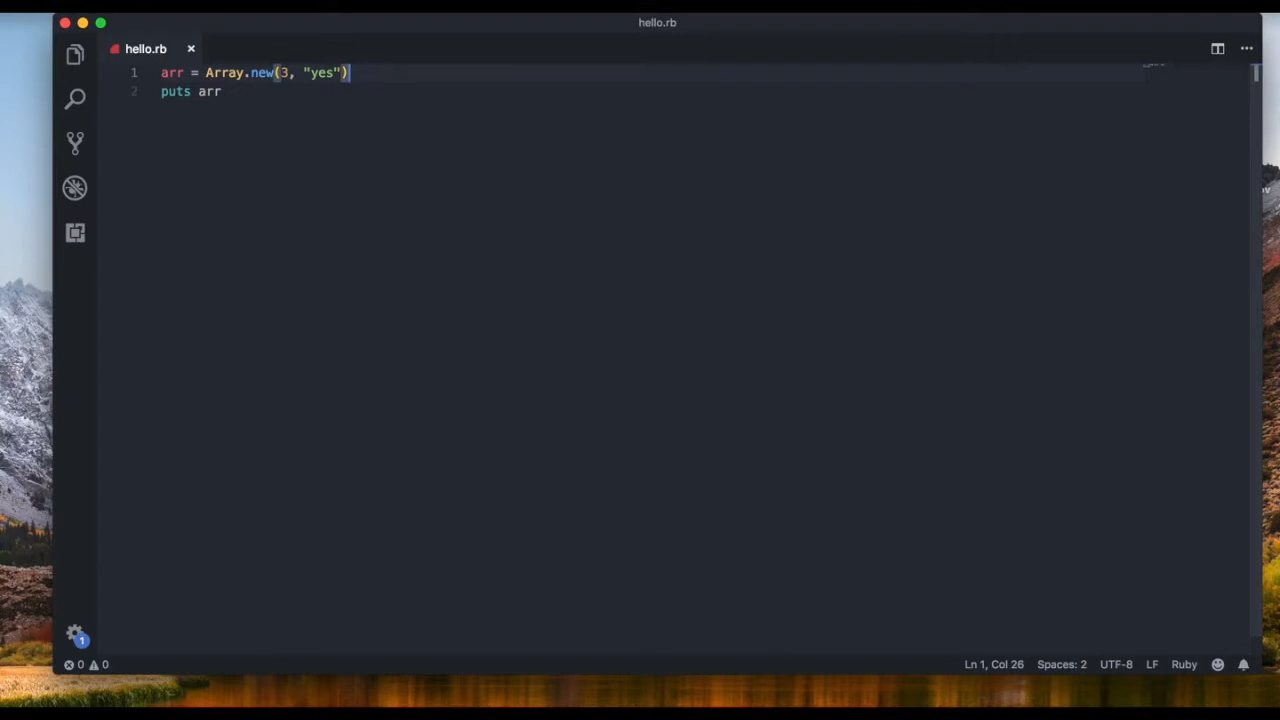 hello.rb
hello.rb ×
1 arr = Array.new(3, "yes")
2 puts arr
1
0 0 Ln 1, Col 26 Spaces: 2 UTF-8 LF Ruby